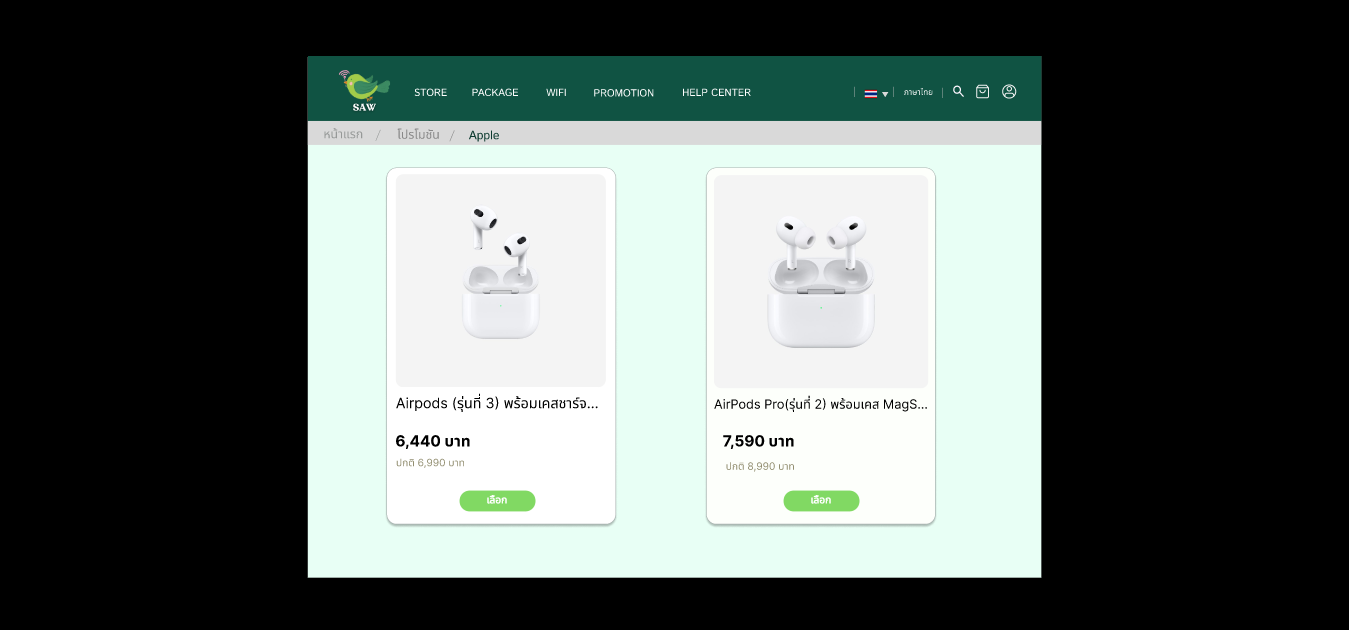 SAW
STORE PACKAGE WIFI PROMOTION HELP CENTER ภาษาไทย
หน้าแรก / โปรโมชัน / Apple
Airpods (รุ่นที่ 3) พร้อมเคสชาร์จ...
6,440 บาท
ปกติ 6,990 บาท
เลือก
AirPods Pro(รุ่นที่ 2) พร้อมเคส MagS...
7,590 บาท
ปกติ 8,990 บาท
เลือก